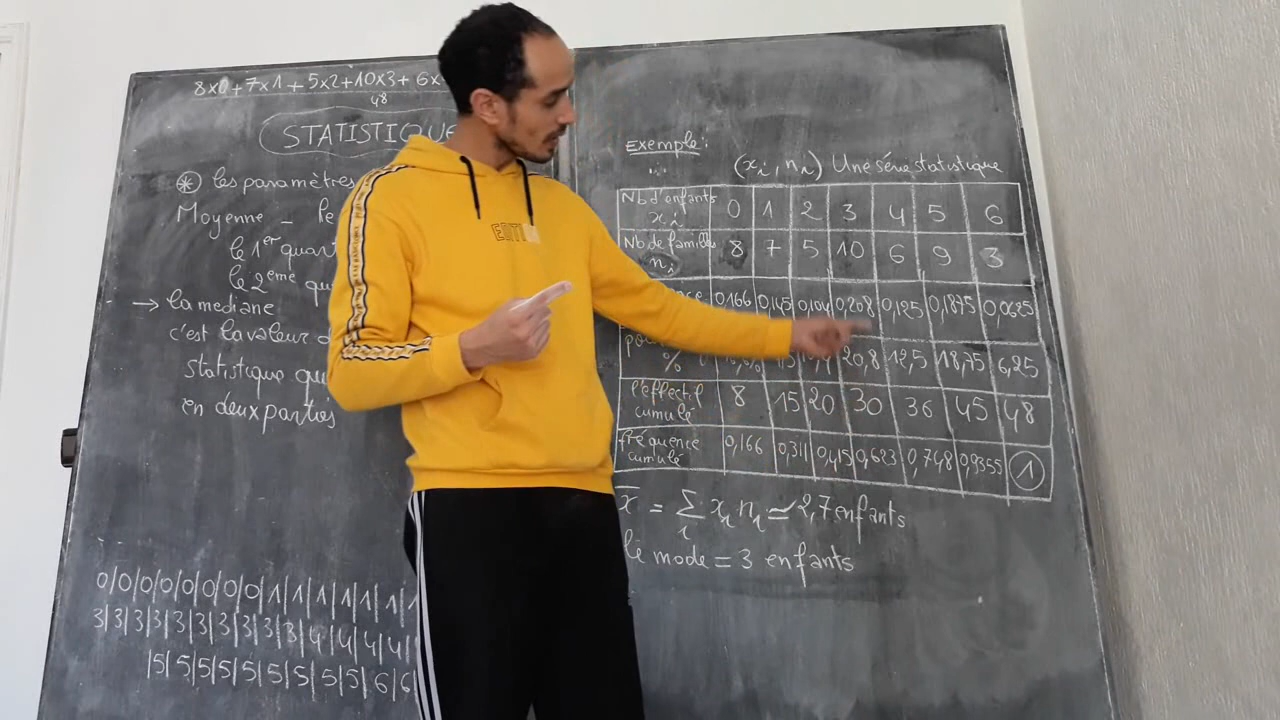 8x0+7x1+5x2+10x3+6x
48
STATISTIQUE
⊛ les paramètres
Moyenne – le
le 1er quart
le 2ème qu
→ la mediane
c'est la valeur d
statistique qu
en deux parties
0/0/0/0/0/0/0/0/1/1/1/1/1/1/1
3/3/3/3/3/3/3/3/3/3/4/4/4/4/
/5/5/5/5/5/5/5/5/5/6/6
EDIT
Exemple:
(xi, ni) Une série statistique
Nb d'enfants xi 0 1 2 3 4 5 6
Nb de familles ni 8 7 5 10 6 9 3
0,166 0,145 0,104 0,208 0,125 0,1875 0,0625
% 20,8 12,5 18,75 6,25
l'effectif cumulé 8 15 20 30 36 45 48
fréquence cumulé 0,166 0,311 0,415 0,623 0,748 0,9355 1
x̄ = Σi xi ni ≃ 2,7 enfants
le mode = 3 enfants